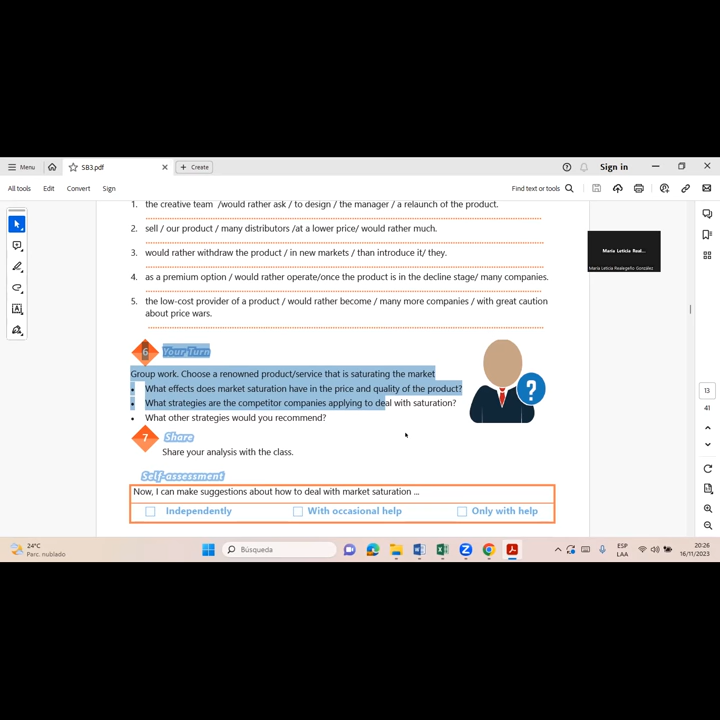 Menu
SB3.pdf
Create
Sign in
All tools
Edit
Convert
Sign
Find text or tools
1. the creative team /would rather ask / to design / the manager / a relaunch of the product.
2. sell / our product / many distributors /at a lower price/ would rather much.
3. would rather withdraw the product / in new markets / than introduce it/ they.
4. as a premium option / would rather operate/once the product is in the decline stage/ many companies.
5. the low-cost provider of a product / would rather become / many more companies / with great caution
about price wars.
6 Your Turn
Group work. Choose a renowned product/service that is saturating the market
• What effects does market saturation have in the price and quality of the product?
• What strategies are the competitor companies applying to deal with saturation?
• What other strategies would you recommend?
7 Share
Share your analysis with the class.
Self-assessment
Now, I can make suggestions about how to deal with market saturation ...
Independently
With occasional help
Only with help
?
Maria Leticia Reale...
Maria Leticia Realegeño González
13
41
24°C
Parc. nublado
Búsqueda
ESP
LAA
20:26
16/11/2023